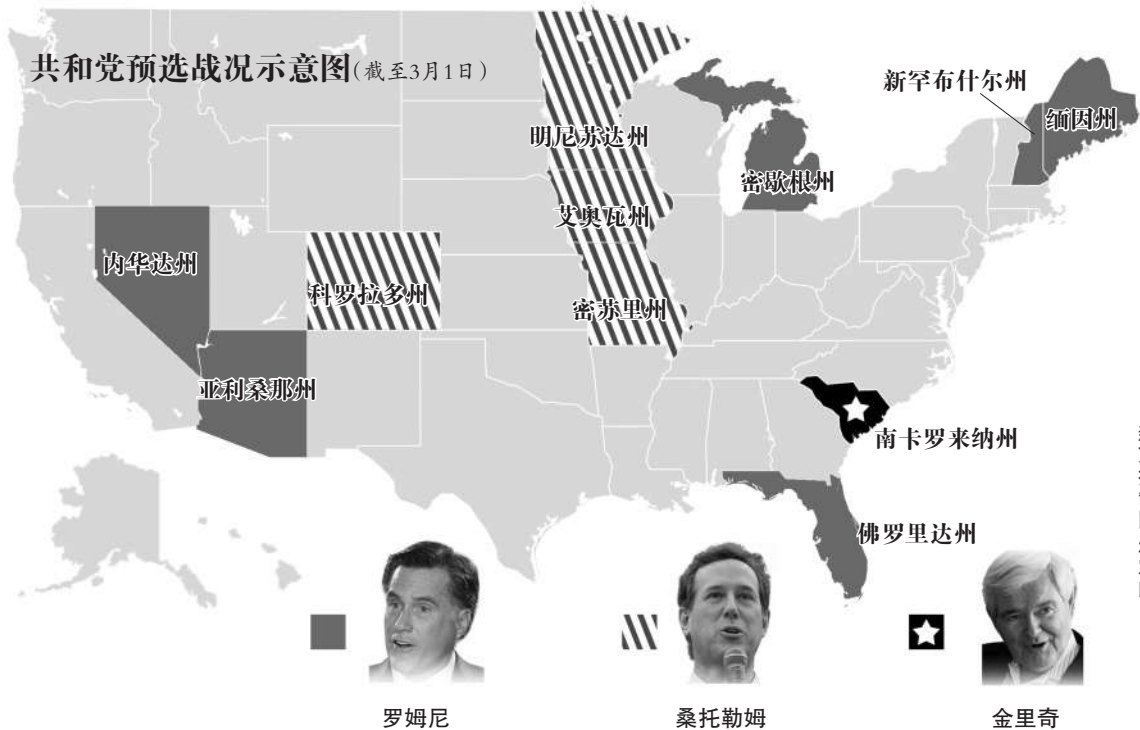 共和党预选战况示意图(截至3月1日)
新罕布什尔州
缅因州
明尼苏达州
密歇根州
艾奥瓦州
内华达州
科罗拉多州
密苏里州
亚利桑那州
南卡罗来纳州
佛罗里达州
罗姆尼
桑托勒姆
金里奇